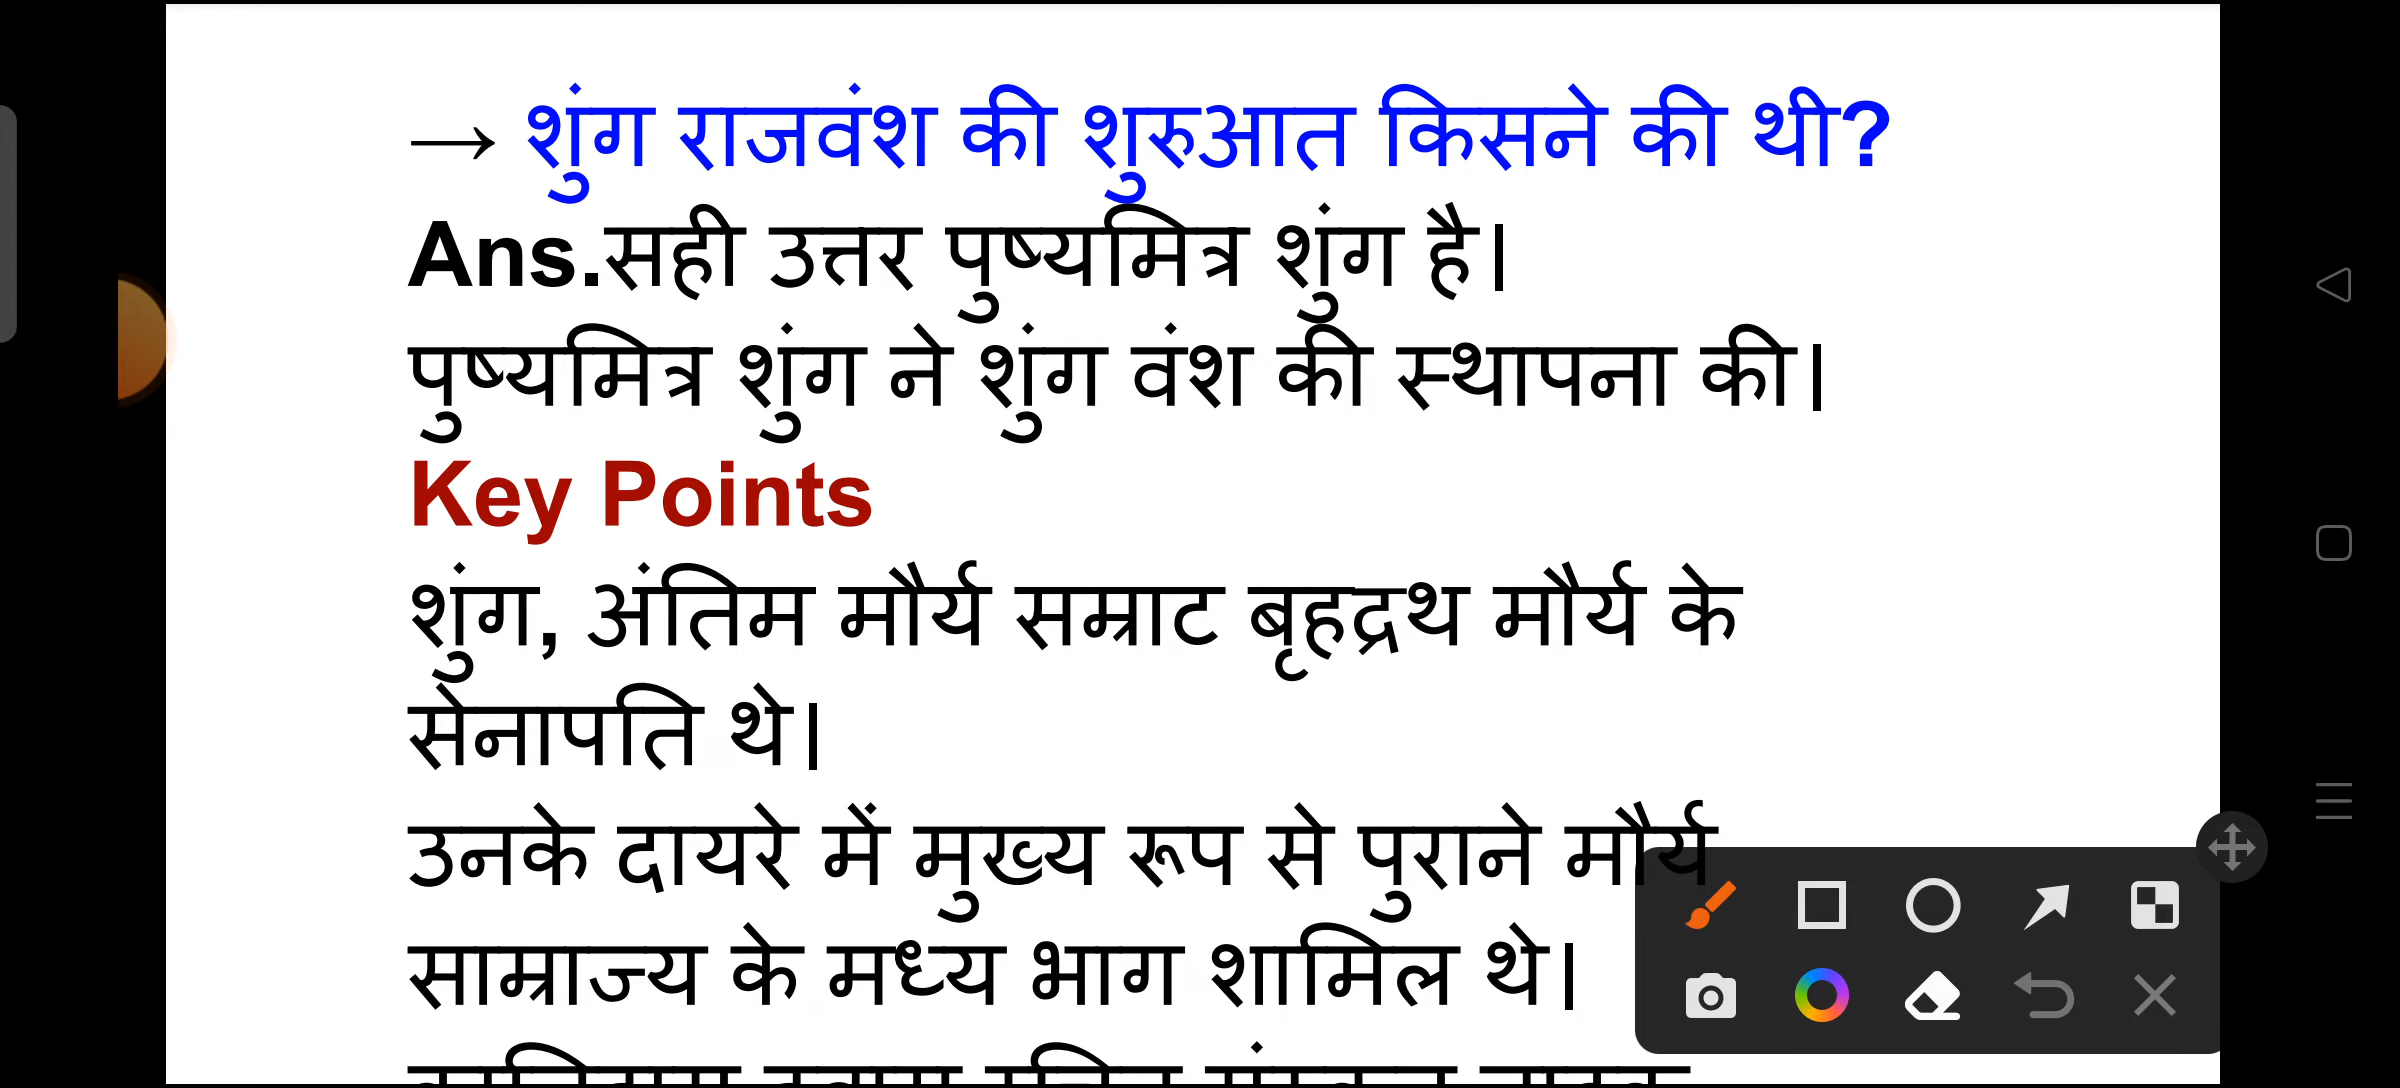 → शुंग राजवंश की शुरुआत किसने की थी?
Ans.सही उत्तर पुष्यमित्र शुंग है।
पुष्यमित्र शुंग ने शुंग वंश की स्थापना की।
Key Points
शुंग, अंतिम मौर्य सम्राट बृहद्रथ मौर्य के
सेनापति थे।
उनके दायरे में मुख्य रूप से पुराने मौर्य
साम्राज्य के मध्य भाग शामिल थे।